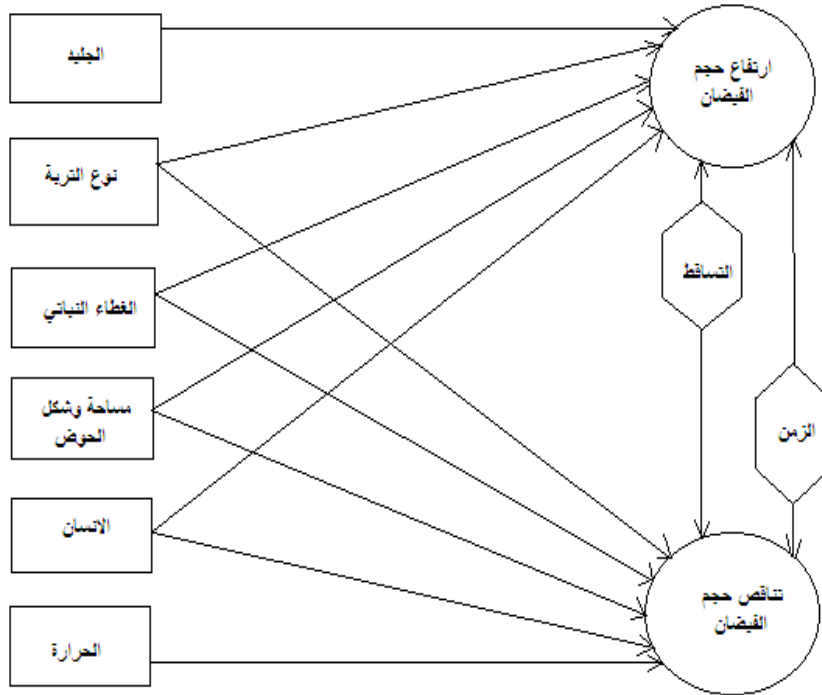 الجليد
نوع التربة
الغطاء النباتي
مساحة وشكل
الحوض
الانسان
الحرارة
ارتفاع حجم
الفيضان
التساقط
الزمن
تناقص حجم
الفيضان